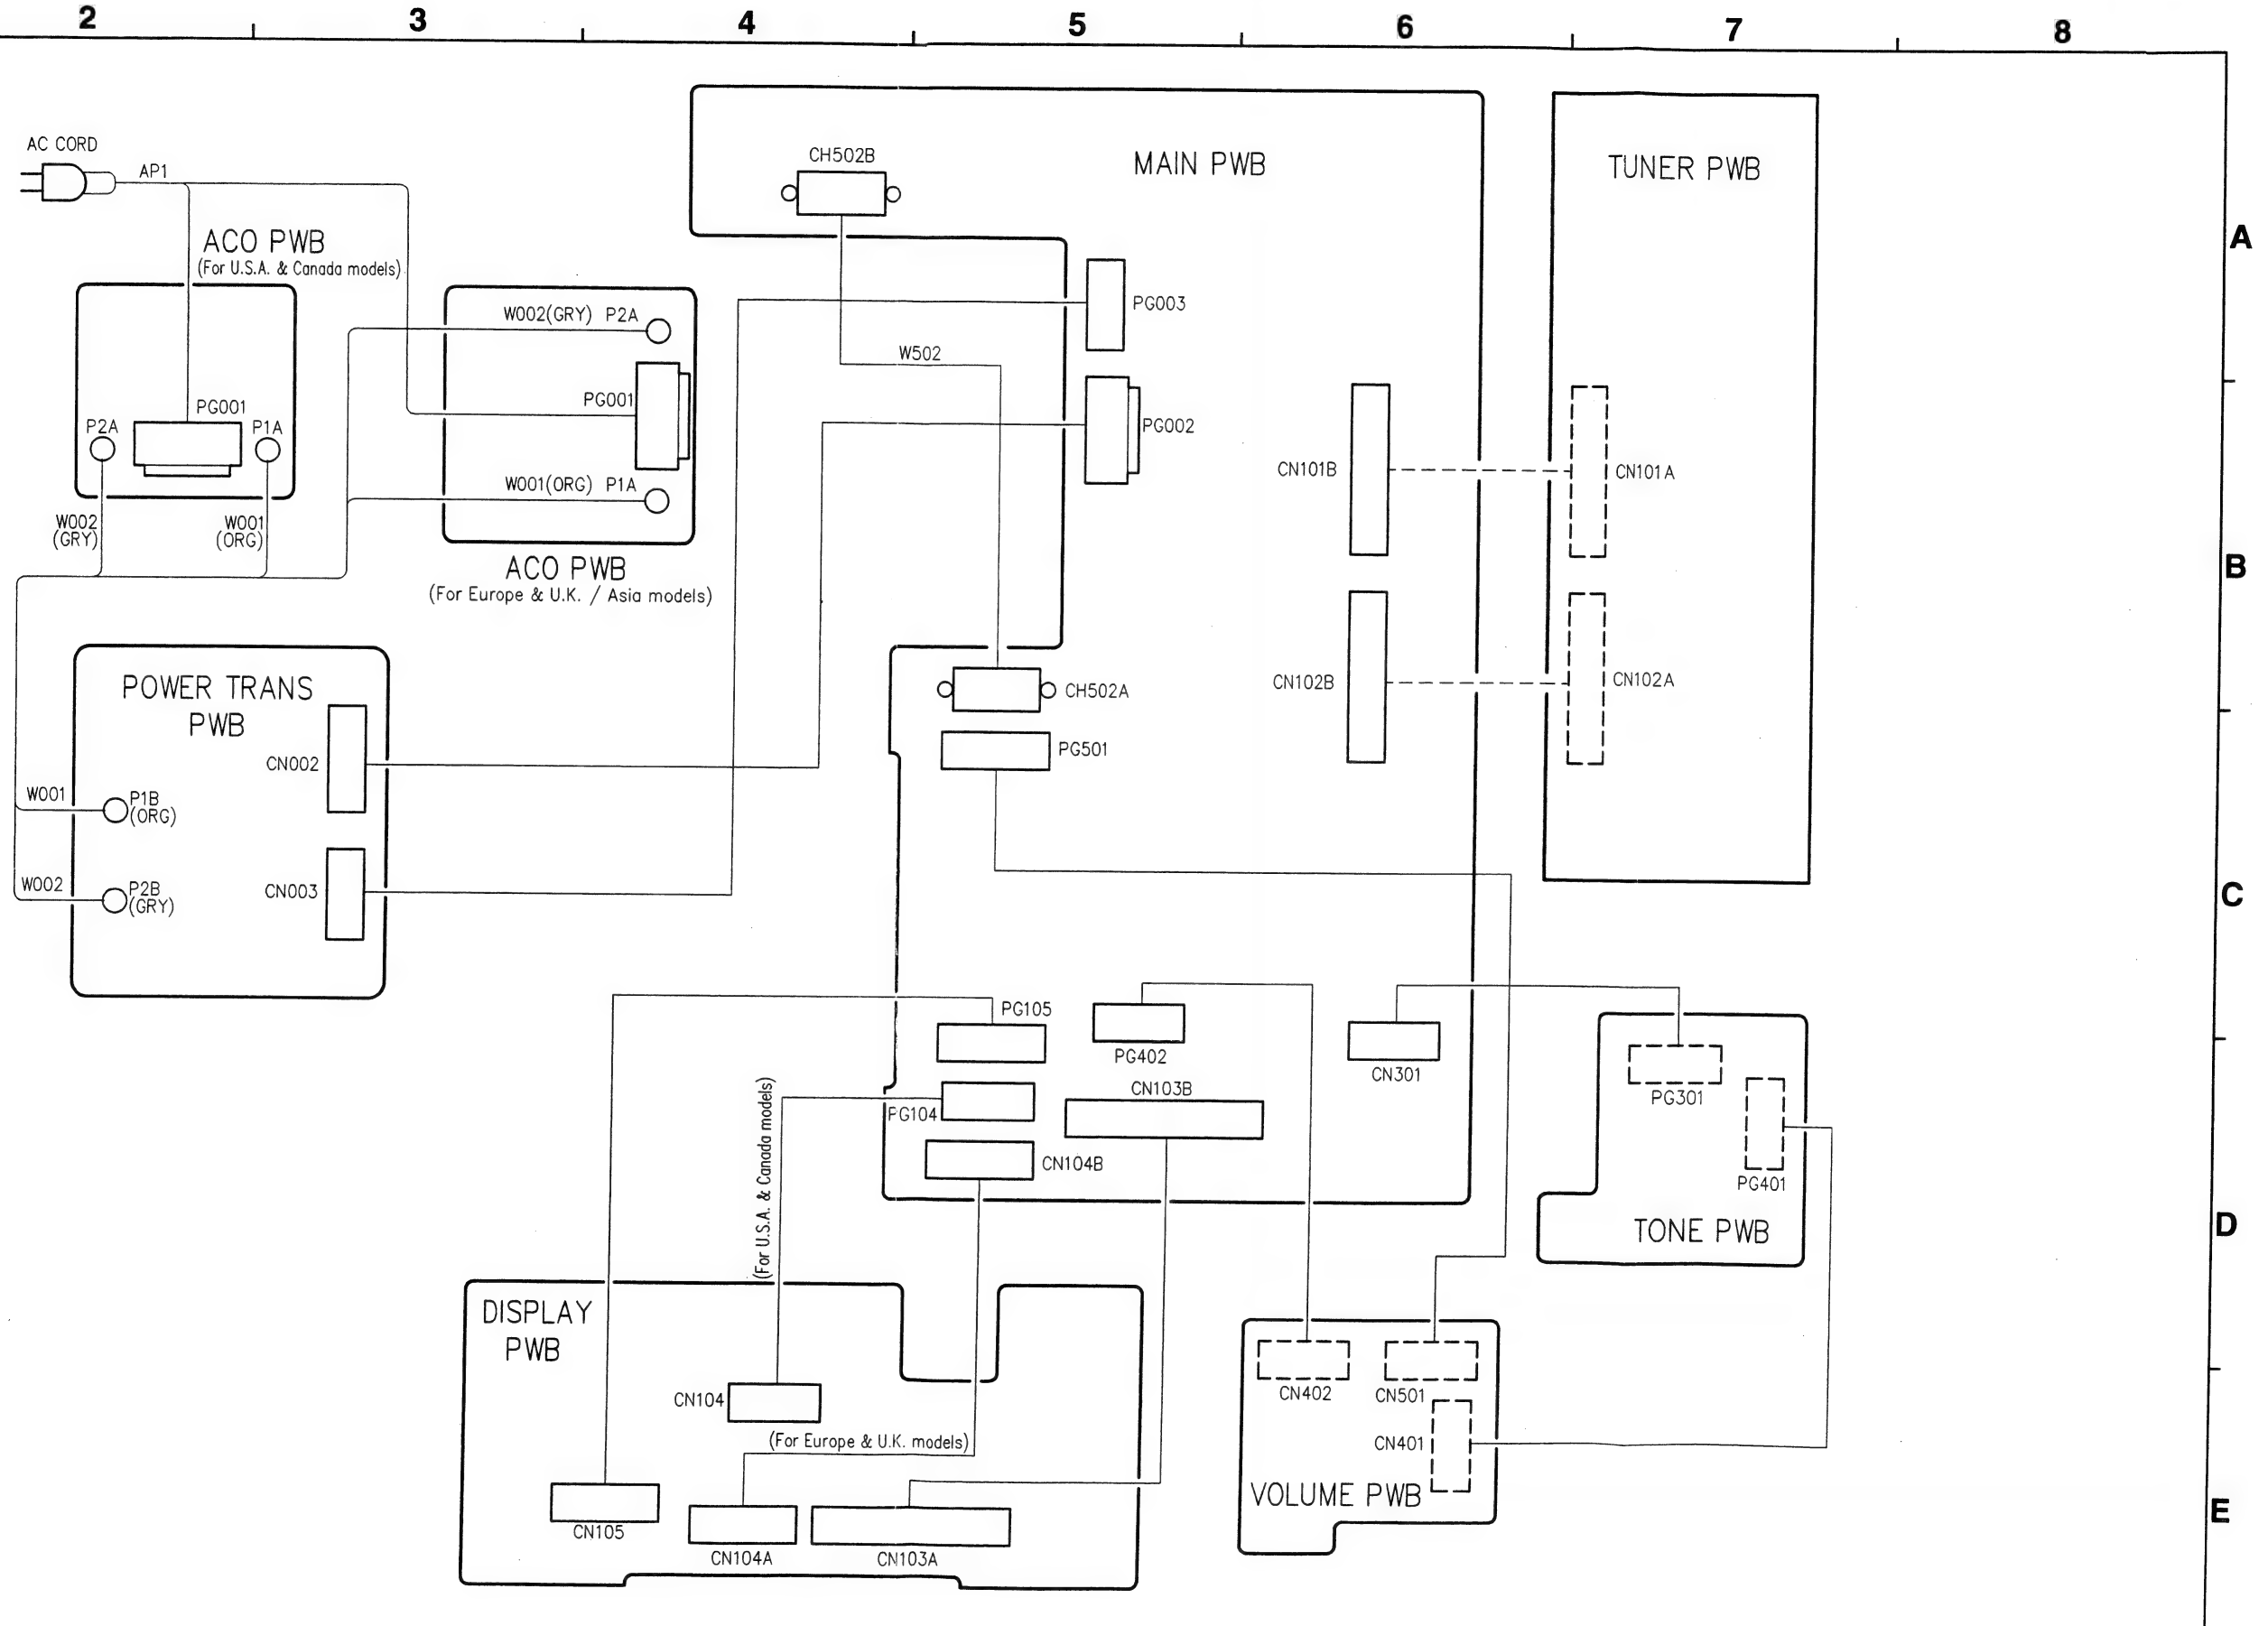 2 3 4 5 6 7 8
AC CORD
AP1
CH502B
MAIN PWB
TUNER PWB
A
ACO PWB
(For U.S.A. & Canada models)
PG003
W002(GRY) P2A
W502
PG001
PG001
P2A
P1A
PG002
CN101B
CN101A
W001(ORG) P1A
W002
(GRY)
W001
(ORG)
B
ACO PWB
(For Europe & U.K. / Asia models)
POWER TRANS
PWB
CH502A
CN102B
CN102A
CN002
PG501
W001
P1B
(ORG)
W002
P2B
(GRY)
CN003
C
PG105
PG402
CN301
CN103B
PG104
PG301
CN104B
PG401
(For U.S.A. & Canada models)
TONE PWB
D
DISPLAY
PWB
CN104
CN402
CN501
(For Europe & U.K. models)
CN401
VOLUME PWB
E
CN105
CN104A
CN103A